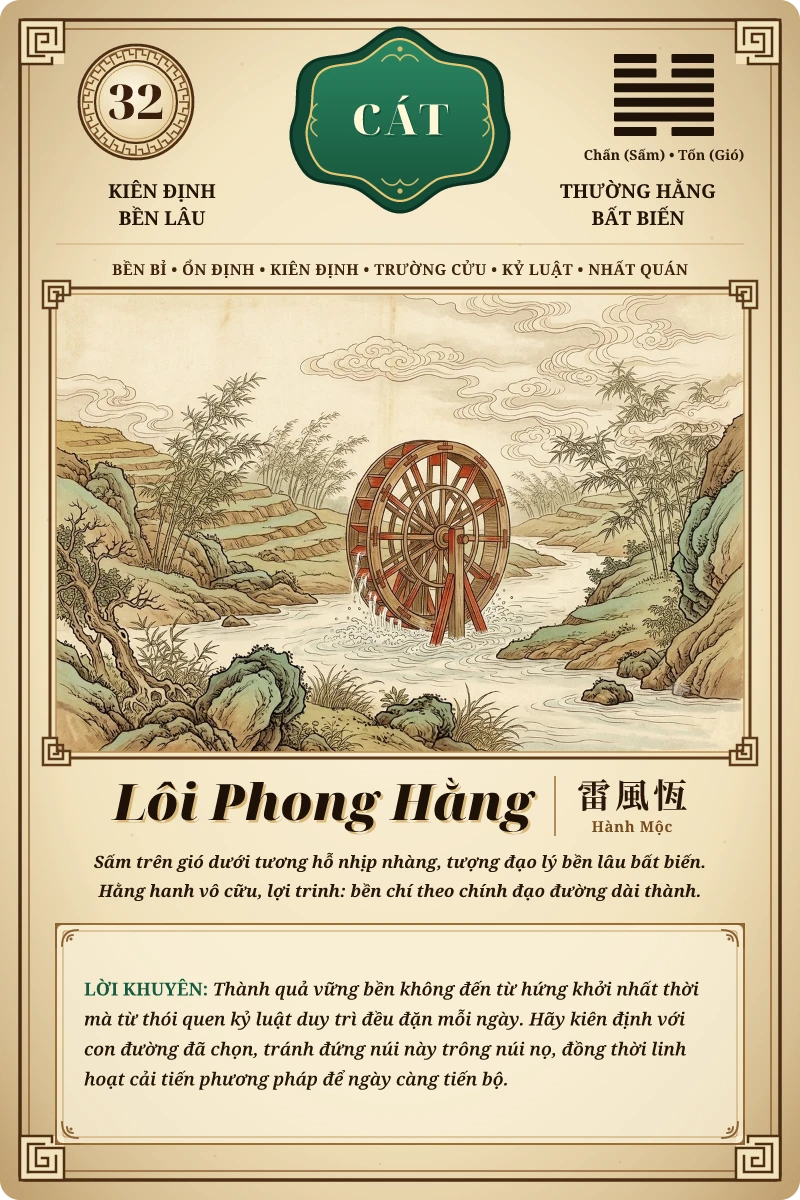 32
CÁT
Chấn (Sấm) • Tốn (Gió)
KIÊN ĐỊNH
BỀN LÂU
THƯỜNG HẰNG
BẤT BIẾN
BỀN BỈ • ỔN ĐỊNH • KIÊN ĐỊNH • TRƯỜNG CỬU • KỶ LUẬT • NHẤT QUÁN
Lôi Phong Hằng
雷風恆
Hành Mộc
Sấm trên gió dưới tương hỗ nhịp nhàng, tượng đạo lý bền lâu bất biến.
Hằng hanh vô cữu, lợi trinh: bền chí theo chính đạo đường dài thành.
LỜI KHUYÊN: Thành quả vững bền không đến từ hứng khởi nhất thời
mà từ thói quen kỷ luật duy trì đều đặn mỗi ngày. Hãy kiên định với
con đường đã chọn, tránh đứng núi này trông núi nọ, đồng thời linh
hoạt cải tiến phương pháp để ngày càng tiến bộ.